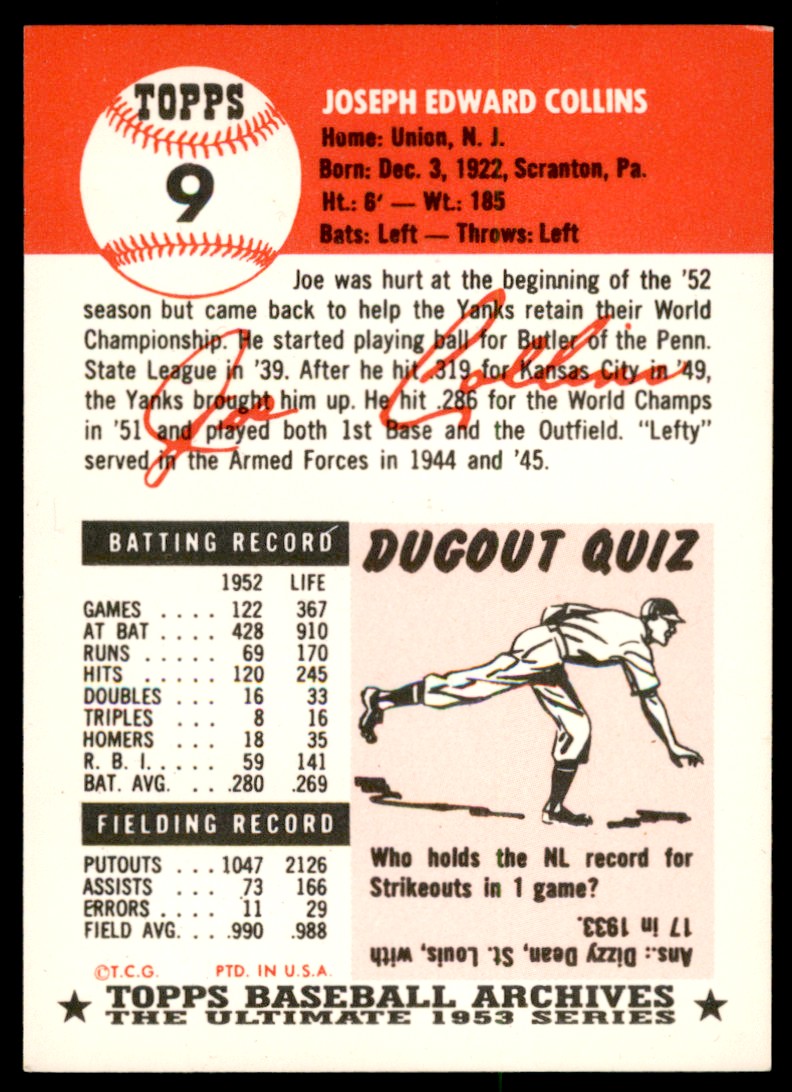 TOPPS
9
JOSEPH EDWARD COLLINS
Home: Union, N. J.
Born: Dec. 3, 1922, Scranton, Pa.
Ht.: 6' — Wt.: 185
Bats: Left — Throws: Left
Joe was hurt at the beginning of the '52
season but came back to help the Yanks retain their World
Championship. He started playing ball for Butler of the Penn.
State League in '39. After he hit .319 for Kansas City in '49,
the Yanks brought him up. He hit .286 for the World Champs
in '51 and played both 1st Base and the Outfield. "Lefty"
served in the Armed Forces in 1944 and '45.
Joe Collins
BATTING RECORD
1952 LIFE
GAMES .... 122 367
AT BAT .... 428 910
RUNS ..... 69 170
HITS ..... 120 245
DOUBLES ... 16 33
TRIPLES ... 8 16
HOMERS ... 18 35
R. B. I. .... 59 141
BAT. AVG. ... .280 .269
FIELDING RECORD
PUTOUTS ... 1047 2126
ASSISTS ... 73 166
ERRORS .... 11 29
FIELD AVG. ... .990 .988
©T.C.G. PTD. IN U.S.A.
DUGOUT QUIZ
Who holds the NL record for
Strikeouts in 1 game?
Ans.: Dizzy Dean, St. Louis, with
17 in 1933.
★ TOPPS BASEBALL ARCHIVES ★
THE ULTIMATE 1953 SERIES